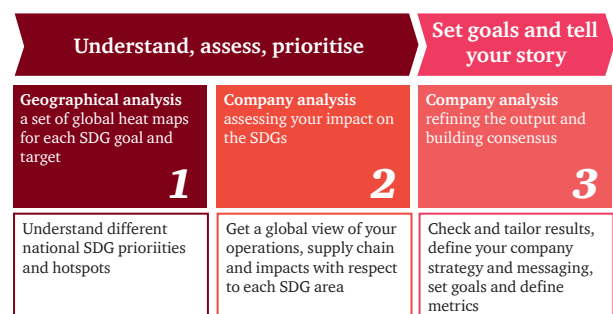 Understand, assess, prioritise
Set goals and tell
your story
Geographical analysis
a set of global heat maps
for each SDG goal and
target
1
Company analysis
assessing your impact on
the SDGs
2
Company analysis
refining the output and
building consensus
3
Understand different
national SDG prioriities
and hotspots
Get a global view of your
operations, supply chain
and impacts with respect
to each SDG area
Check and tailor results,
define your company
strategy and messaging,
set goals and define
metrics